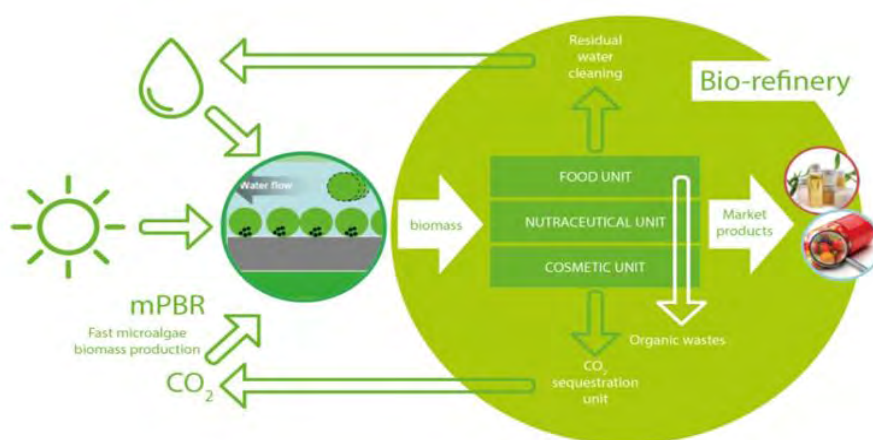 Residual
water
cleaning
Bio-refinery
Water flow
FOOD UNIT
biomass
NUTRACEUTICAL UNIT
Market
products
COSMETIC UNIT
mPBR
Fast microalgae
biomass production
Organic wastes
CO₂
CO₂
sequestration
unit